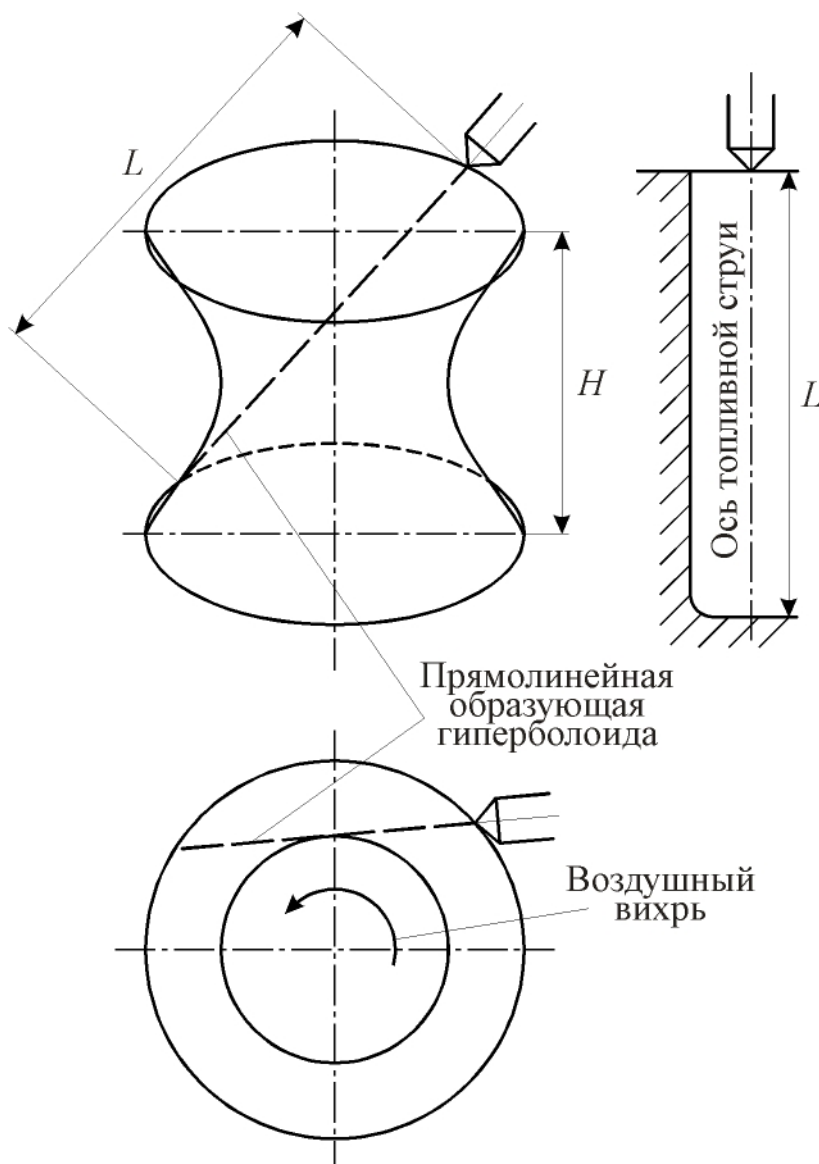 L
H
Ось топливной струи
L
Прямолинейная
образующая
гиперболоида
Воздушный
вихрь